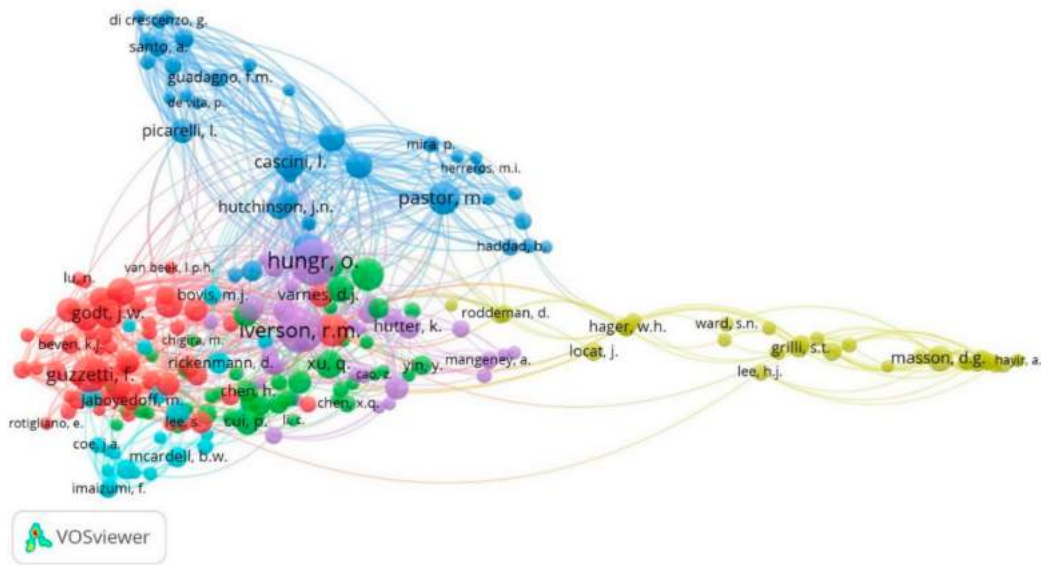 di crescenzo, g.
santo, a.
guadagno, f.m.
de vita, p.
picarelli, l.
mira, p.
cascini, l.
herreros, m.i.
pastor, m.
hutchinson, j.n.
haddad, b.
hungr, o.
van beek, l.p.h.
lu, n.
bovis, m.j.
varnes, d.j.
godt, j.w.
roddeman, d.
iverson, r.m.
hutter, k.
hager, w.h.
ward, s.n.
chigira, m.
beven, k.j.
grilli, s.t.
locat, j.
rickenmann, d.
xu, q.
yin, y.
mangeney, a.
masson, d.g.
hayir, a.
guzzetti, f.
cao, z.
lee, h.j.
chen, h.
jaboyedoff, m.
chen, x.q.
rotigliano, e.
lee, s.
cui, p.
li, c.
coe, j.a.
mcardell, b.w.
imaizumi, f.
VOSviewer